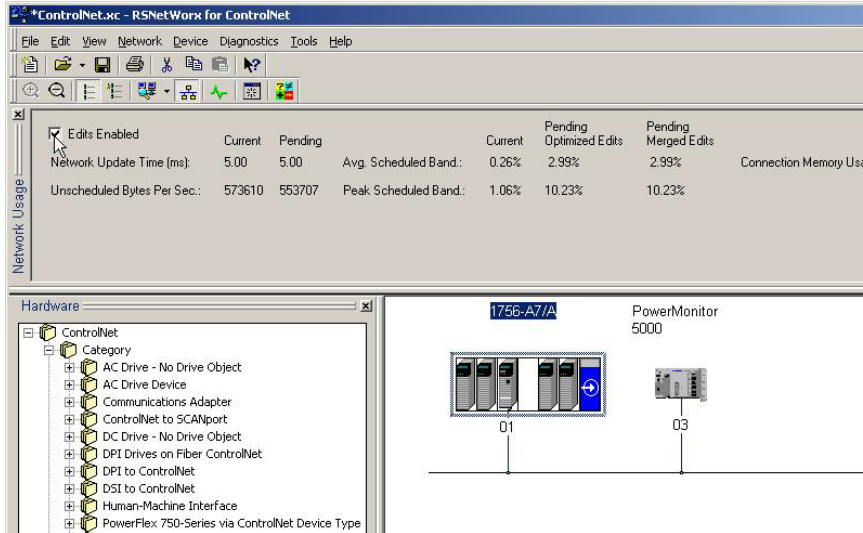 *ControlNet.xc - RSNetWorx for ControlNet
File Edit View Network Device Diagnostics Tools Help
Edits Enabled
Current Pending Current Pending Optimized Edits Pending Merged Edits
Network Update Time (ms): 5.00 5.00 Avg. Scheduled Band.: 0.26% 2.99% 2.99% Connection Memory Usa
Unscheduled Bytes Per Sec.: 573610 553707 Peak Scheduled Band.: 1.06% 10.23% 10.23%
Network Usage
Hardware
ControlNet
Category
AC Drive - No Drive Object
AC Drive Device
Communications Adapter
ControlNet to SCANport
DC Drive - No Drive Object
DPI Drives on Fiber ControlNet
DPI to ControlNet
DSI to ControlNet
Human-Machine Interface
PowerFlex 750-Series via ControlNet Device Type
1756-A7/A
PowerMonitor
5000
01
03